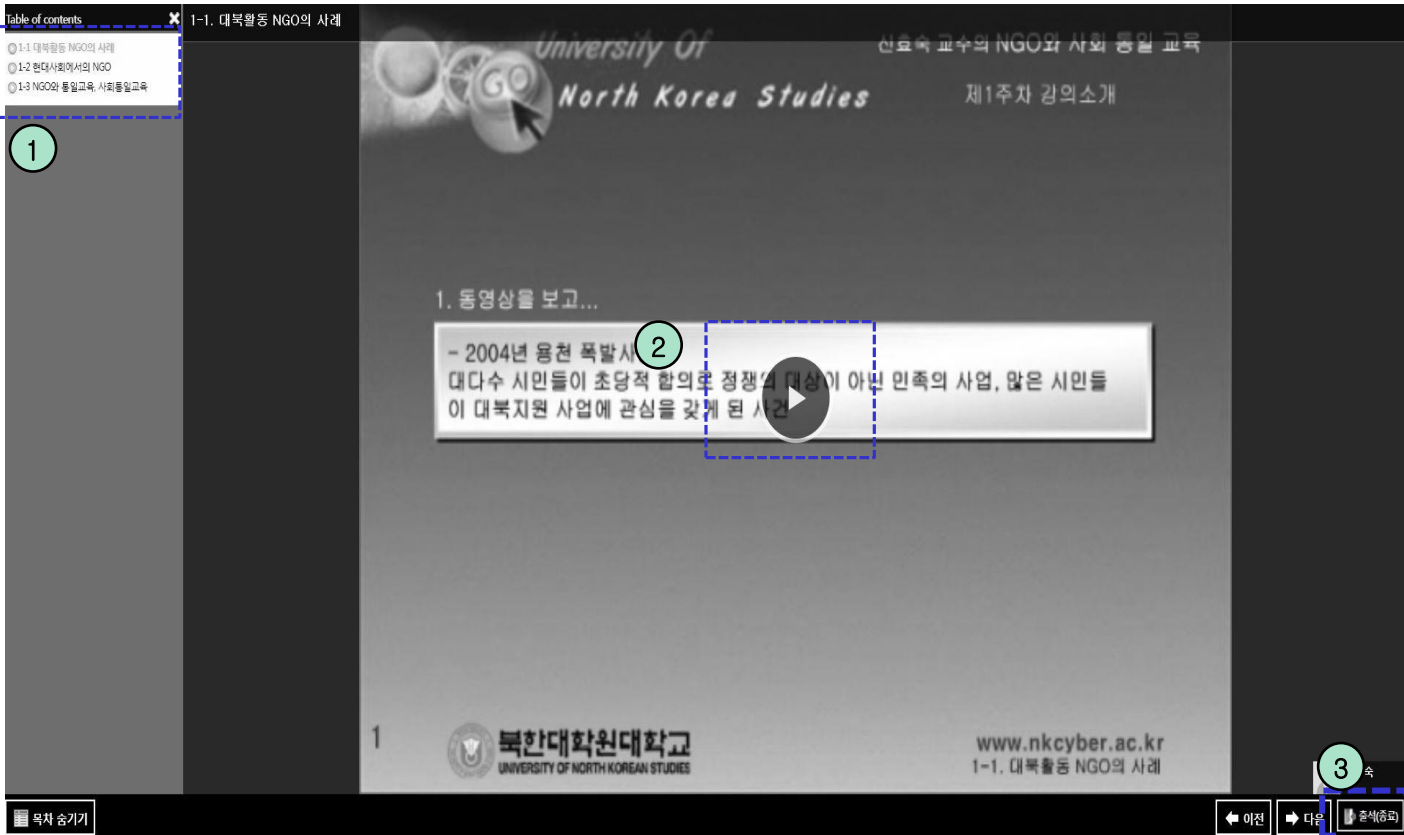 Table of contents
1-1. 대북활동 NGO의 사례
1-1 대북활동 NGO의 사례
1-2 현대사회에서의 NGO
1-3 NGO와 통일교육, 사회통일교육
1
University Of
North Korea Studies
GO
신효숙 교수의 NGO와 사회 통일 교육
제1주차 강의소개
1. 동영상을 보고...
- 2004년 용천 폭발사
2
대다수 시민들이 초당적 합의로 정쟁의 대상이 아닌 민족의 사업, 많은 시민들
이 대북지원 사업에 관심을 갖게 된 사건
1
북한대학원대학교
UNIVERSITY OF NORTH KOREAN STUDIES
www.nkcyber.ac.kr
1-1. 대북활동 NGO의 사례
3
숙
목차 숨기기
이전
다음
출석(종료)